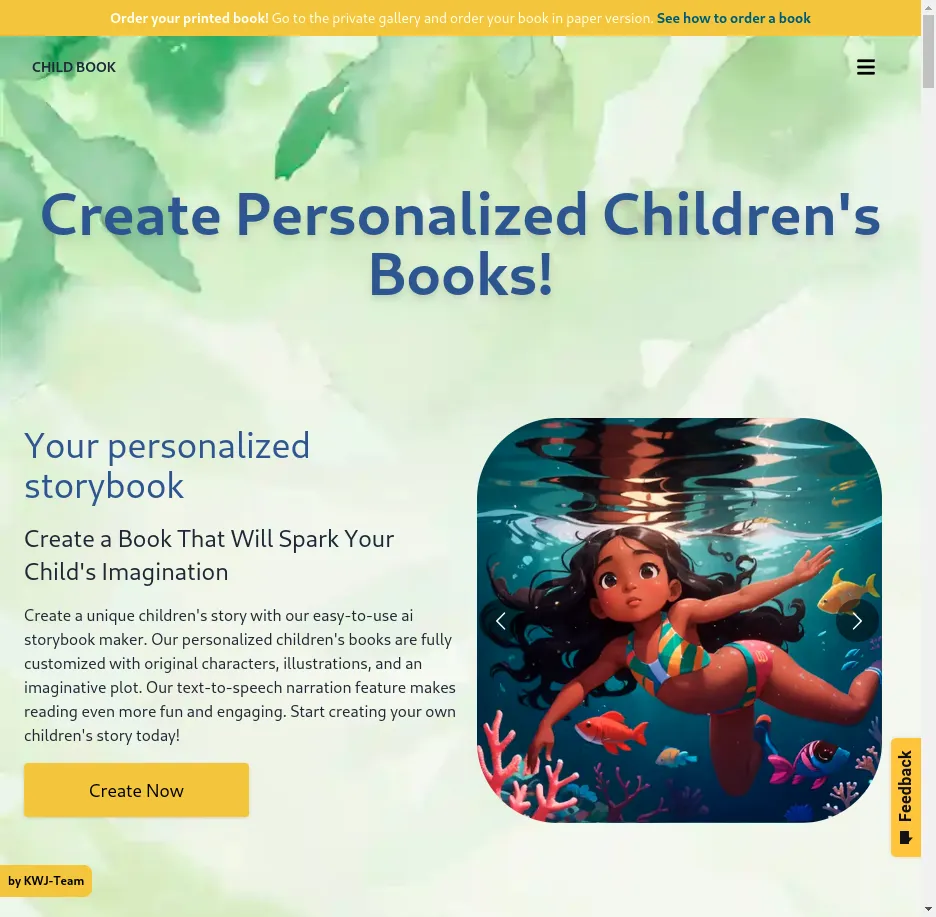 Order your printed book! Go to the private gallery and order your book in paper version. See how to order a book
CHILD BOOK
Create Personalized Children's
Books!
Your personalized
storybook
Create a Book That Will Spark Your
Child's Imagination
Create a unique children's story with our easy-to-use ai
storybook maker. Our personalized children's books are fully
customized with original characters, illustrations, and an
imaginative plot. Our text-to-speech narration feature makes
reading even more fun and engaging. Start creating your own
children's story today!
Create Now
Feedback
by KWJ-Team